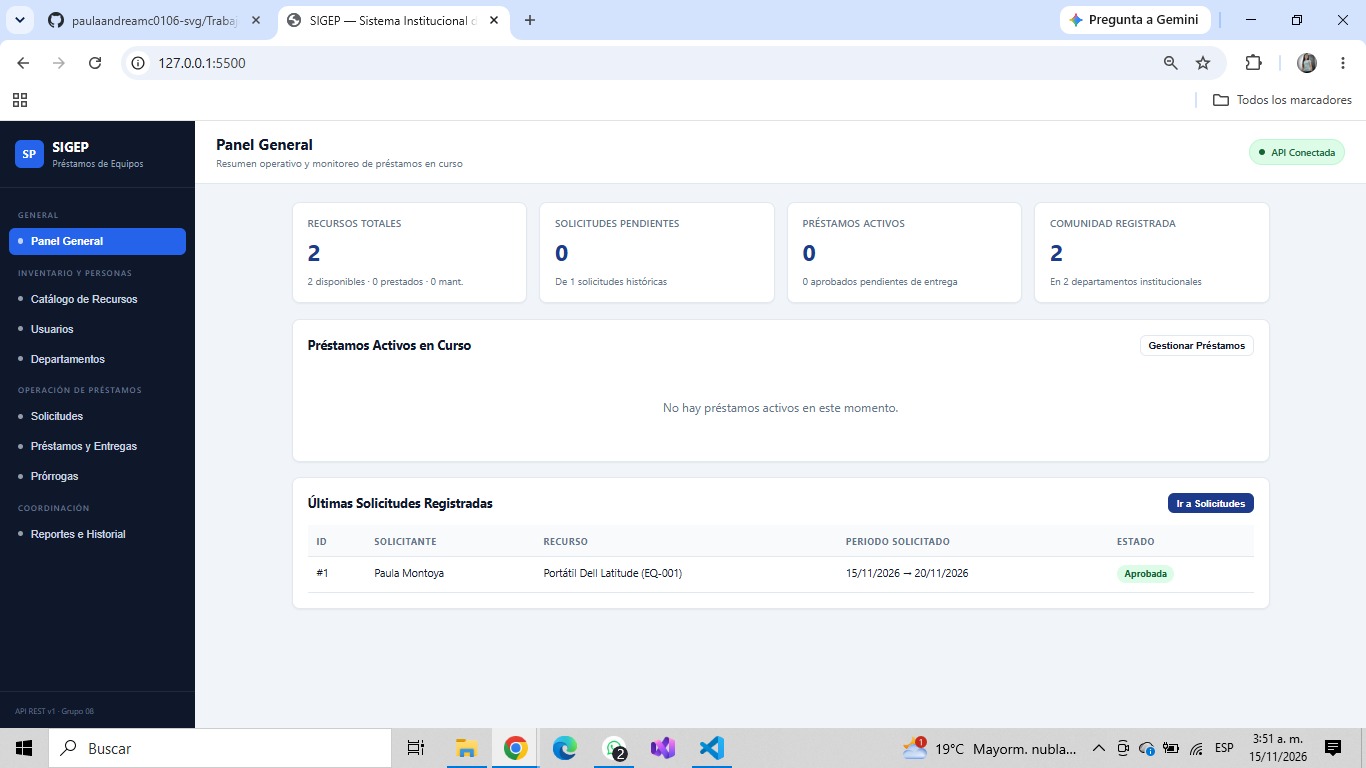 paulaandreamc0106-svg/Trabaj
SIGEP — Sistema Institucional d
Pregunta a Gemini
127.0.0.1:5500
Todos los marcadores
SP
SIGEP
Préstamos de Equipos
GENERAL
Panel General
INVENTARIO Y PERSONAS
Catálogo de Recursos
Usuarios
Departamentos
OPERACIÓN DE PRÉSTAMOS
Solicitudes
Préstamos y Entregas
Prórrogas
COORDINACIÓN
Reportes e Historial
API REST v1 · Grupo 08
Panel General
Resumen operativo y monitoreo de préstamos en curso
API Conectada
RECURSOS TOTALES
2
2 disponibles · 0 prestados · 0 mant.
SOLICITUDES PENDIENTES
0
De 1 solicitudes históricas
PRÉSTAMOS ACTIVOS
0
0 aprobados pendientes de entrega
COMUNIDAD REGISTRADA
2
En 2 departamentos institucionales
Préstamos Activos en Curso
Gestionar Préstamos
No hay préstamos activos en este momento.
Últimas Solicitudes Registradas
Ir a Solicitudes
ID SOLICITANTE RECURSO PERIODO SOLICITADO ESTADO
#1 Paula Montoya Portátil Dell Latitude (EQ-001) 15/11/2026 → 20/11/2026 Aprobada
Buscar
2
1
19°C Mayorm. nubla...
ESP
3:51 a. m.
15/11/2026